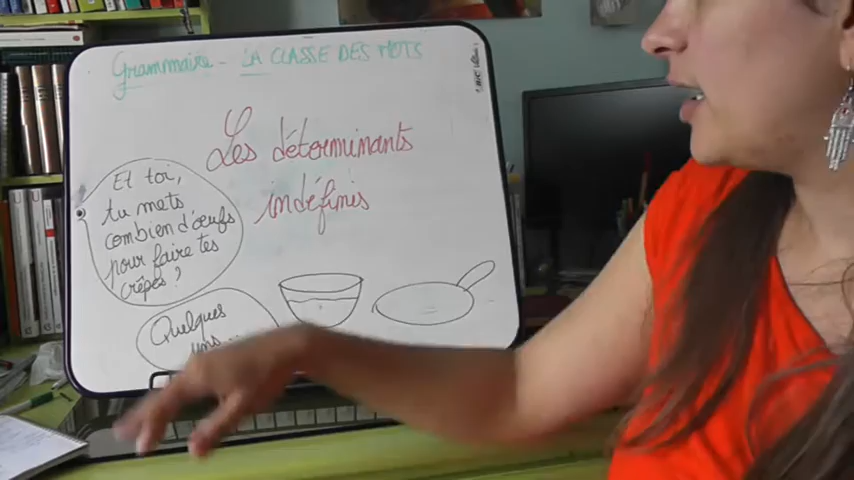 Grammaire - LA CLASSE DES MOTS
Les déterminants
indéfinis
Et toi,
tu mets
combien d'œufs
pour faire tes
crêpes ?
Quelques
uns